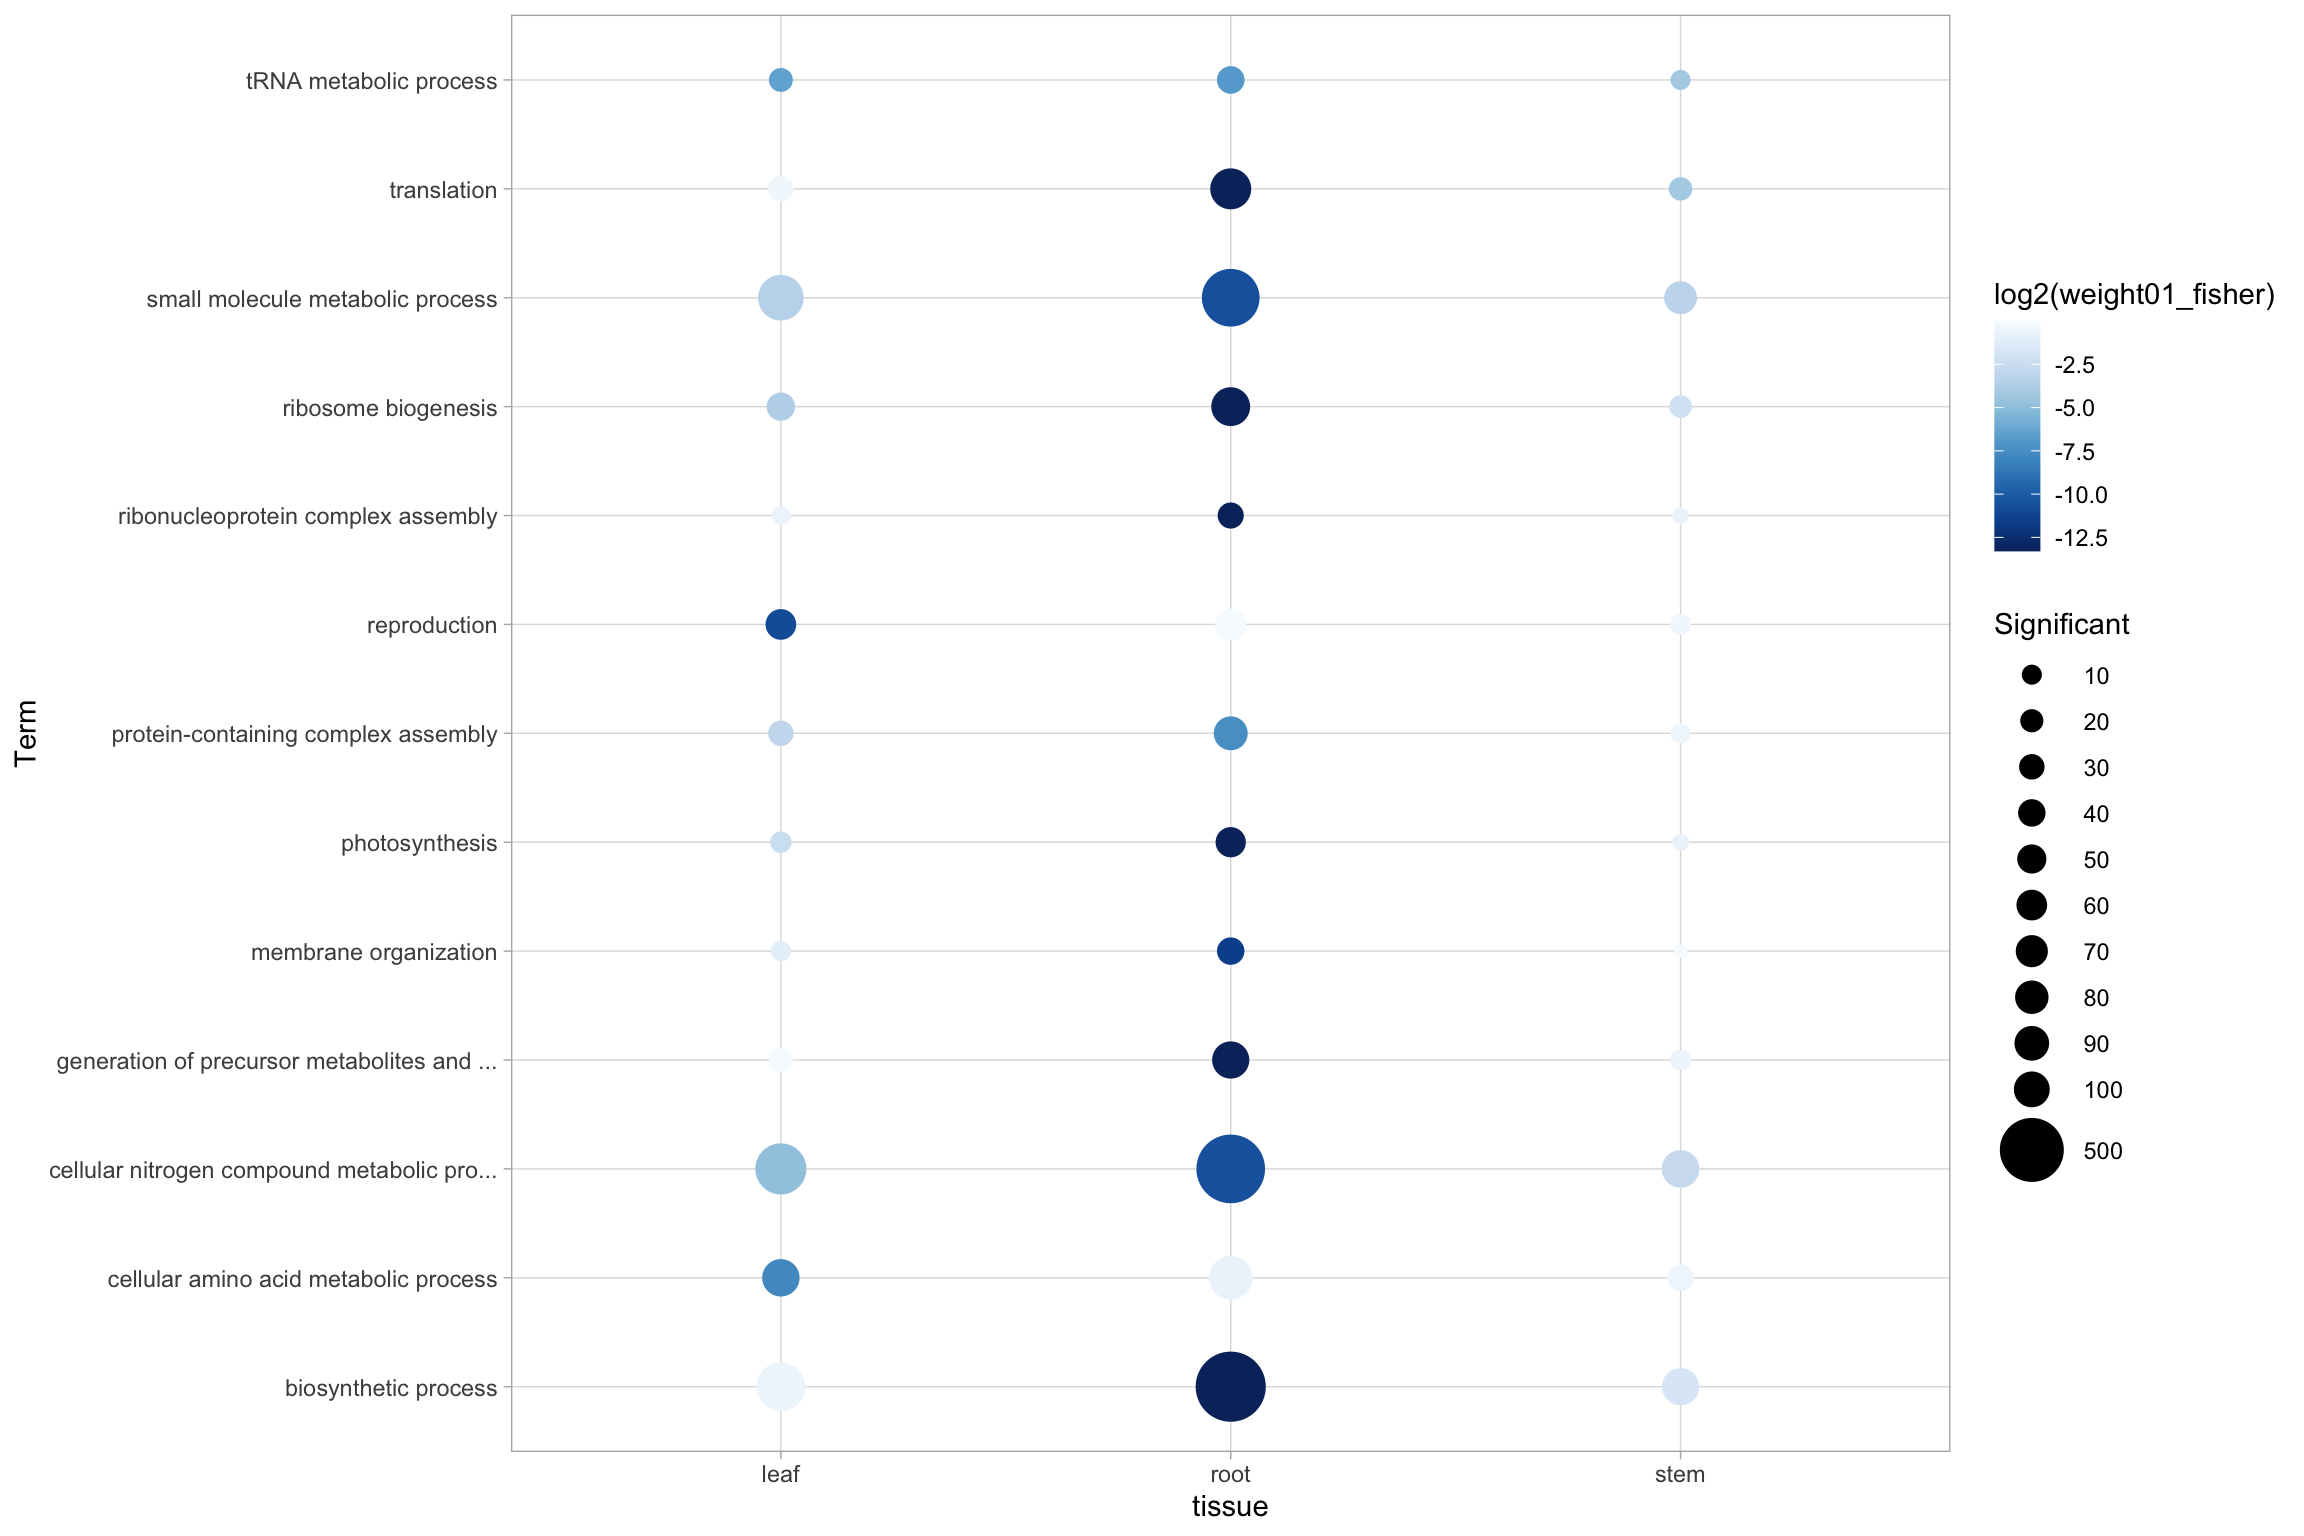 tRNA metabolic process
translation
small molecule metabolic process
ribosome biogenesis
ribonucleoprotein complex assembly
reproduction
protein-containing complex assembly
photosynthesis
membrane organization
generation of precursor metabolites and ...
cellular nitrogen compound metabolic pro...
cellular amino acid metabolic process
biosynthetic process
Term
leaf
root
stem
tissue
log2(weight01_fisher)
-2.5
-5.0
-7.5
-10.0
-12.5
Significant
10
20
30
40
50
60
70
80
90
100
500